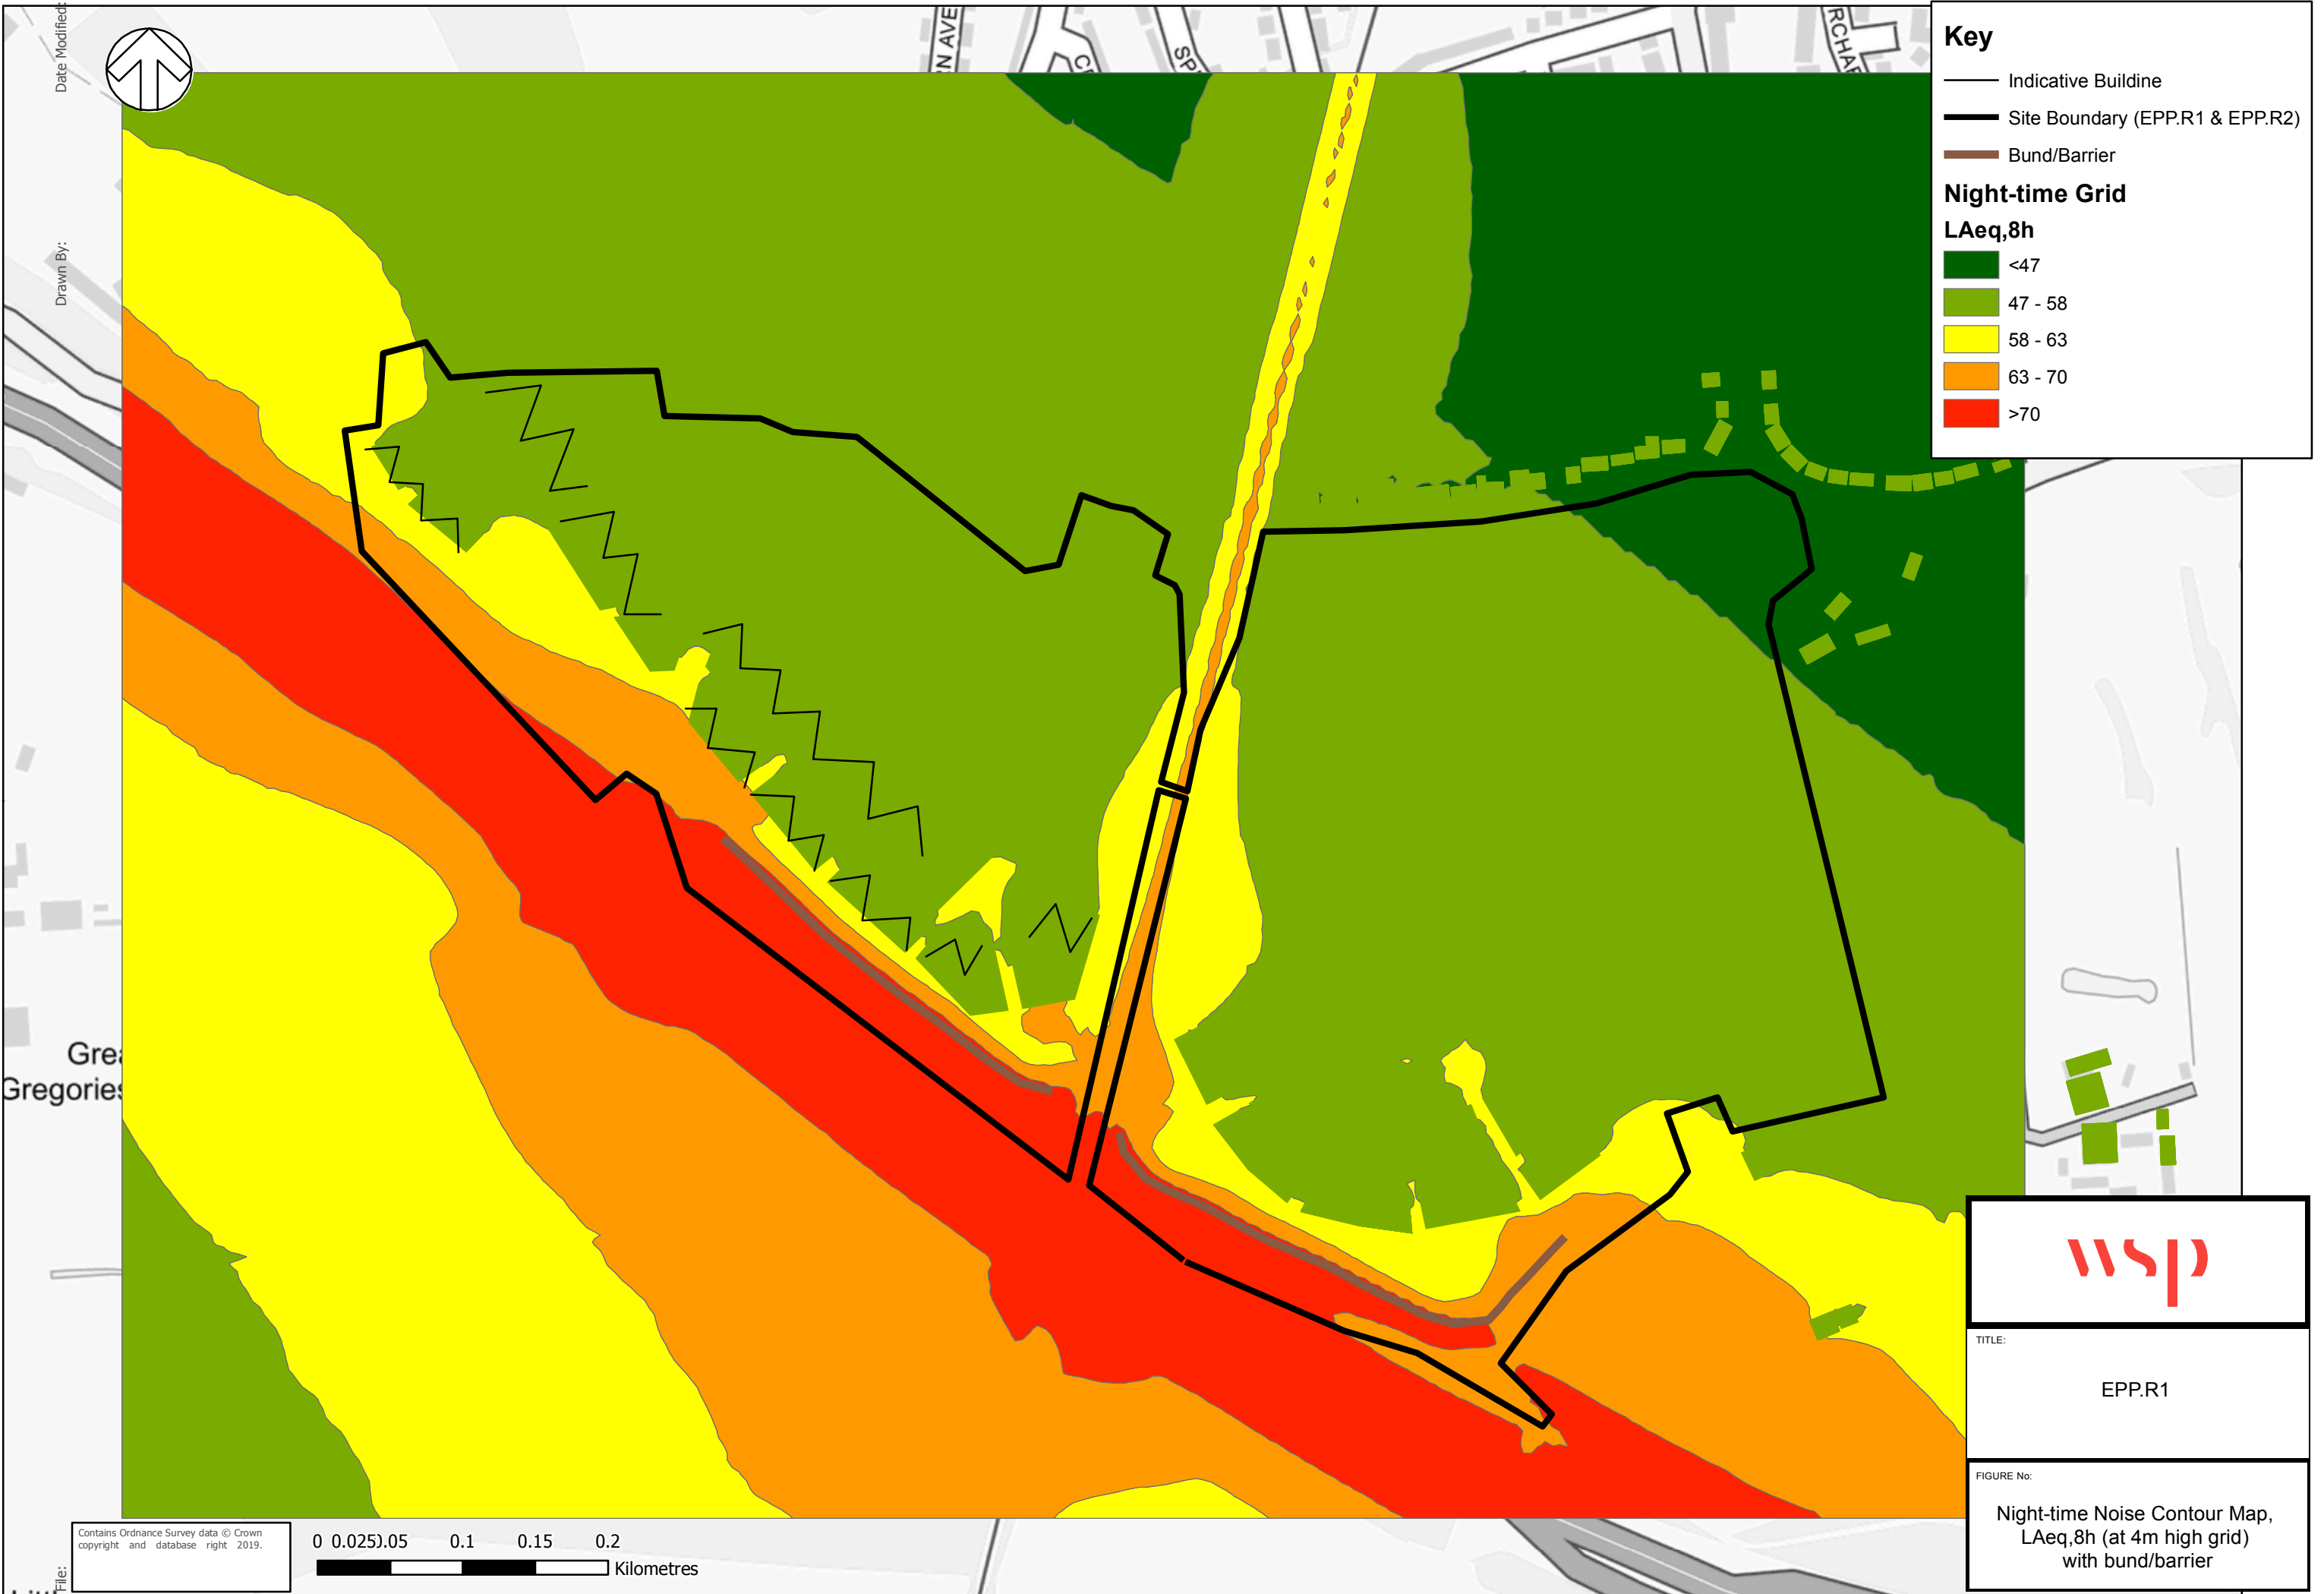 Date Modified:
Drawn By:
File:
RN AVE
SP
RCHAR
Key
Indicative Buildine
Site Boundary (EPP.R1 & EPP.R2)
Bund/Barrier
Night-time Grid
LAeq,8h
<47
47 - 58
58 - 63
63 - 70
>70
Grea
Gregories
wsp
TITLE:
EPP.R1
FIGURE No:
Night-time Noise Contour Map,
LAeq,8h (at 4m high grid)
with bund/barrier
Contains Ordnance Survey data © Crown
copyright and database right 2019.
0 0.025 0.05 0.1 0.15 0.2
Kilometres